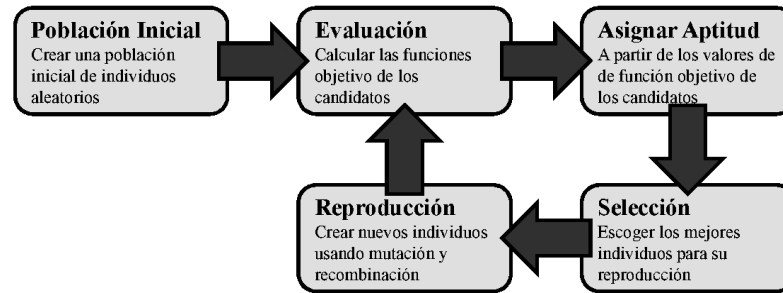 Población Inicial
Crear una población
inicial de individuos
aleatorios
Evaluación
Calcular las funciones
objetivo de los
candidatos
Asignar Aptitud
A partir de los valores de
de función objetivo de
los candidatos
Selección
Escoger los mejores
individuos para su
reproducción
Reproducción
Crear nuevos individuos
usando mutación y
recombinación